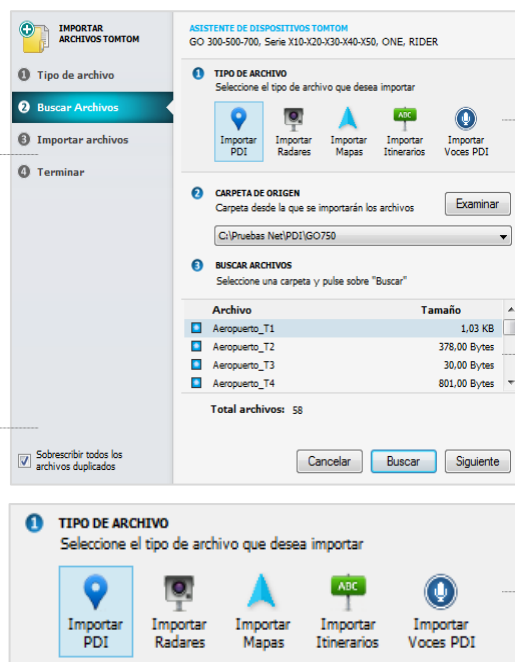 IMPORTAR
ARCHIVOS TOMTOM
1 Tipo de archivo
2 Buscar Archivos
3 Importar archivos
4 Terminar
Sobrescribir todos los
archivos duplicados
ASISTENTE DE DISPOSITIVOS TOMTOM
GO 300-500-700, Serie X10-X20-X30-X40-X50, ONE, RIDER
1 TIPO DE ARCHIVO
Seleccione el tipo de archivo que desea importar
ABC
Importar PDI
Importar Radares
Importar Mapas
Importar Itinerarios
Importar Voces PDI
2 CARPETA DE ORIGEN
Carpeta desde la que se importarán los archivos
Examinar
C:\Pruebas Net\PDI\GO750
3 BUSCAR ARCHIVOS
Seleccione una carpeta y pulse sobre "Buscar"
Archivo Tamaño
Aeropuerto_T1 1,03 KB
Aeropuerto_T2 378,00 Bytes
Aeropuerto_T3 30,00 Bytes
Aeropuerto_T4 801,00 Bytes
Total archivos: 58
Cancelar Buscar Siguiente
1 TIPO DE ARCHIVO
Seleccione el tipo de archivo que desea importar
ABC
Importar PDI
Importar Radares
Importar Mapas
Importar Itinerarios
Importar Voces PDI